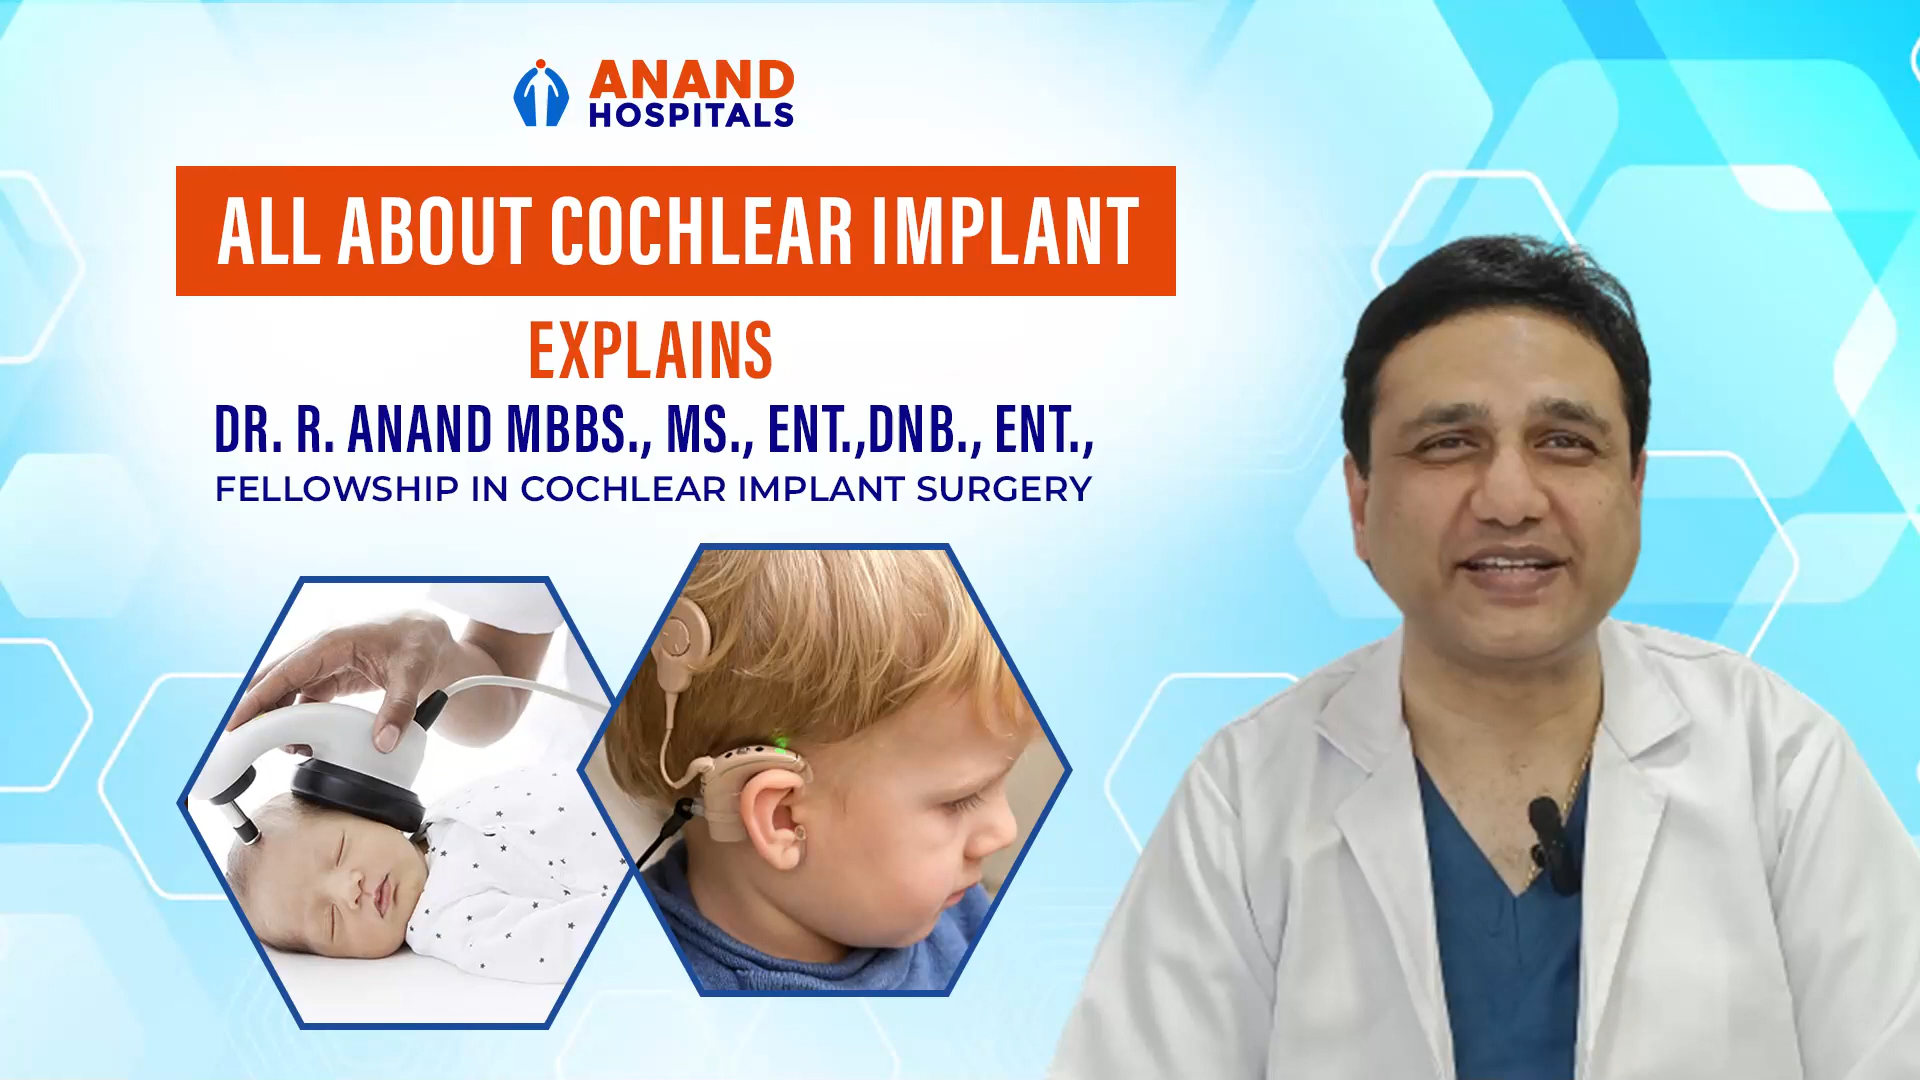 ANAND
HOSPITALS
ALL ABOUT COCHLEAR IMPLANT
EXPLAINS
DR. R. ANAND MBBS., MS., ENT.,DNB., ENT.,
FELLOWSHIP IN COCHLEAR IMPLANT SURGERY